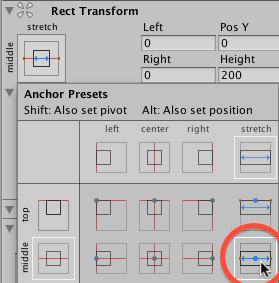 Rect Transform
stretch
Left
Pos Y
0
0
Right
Height
0
200
middle
Anchor Presets
Shift: Also set pivot Alt: Also set position
left
center
right
stretch
top
middle